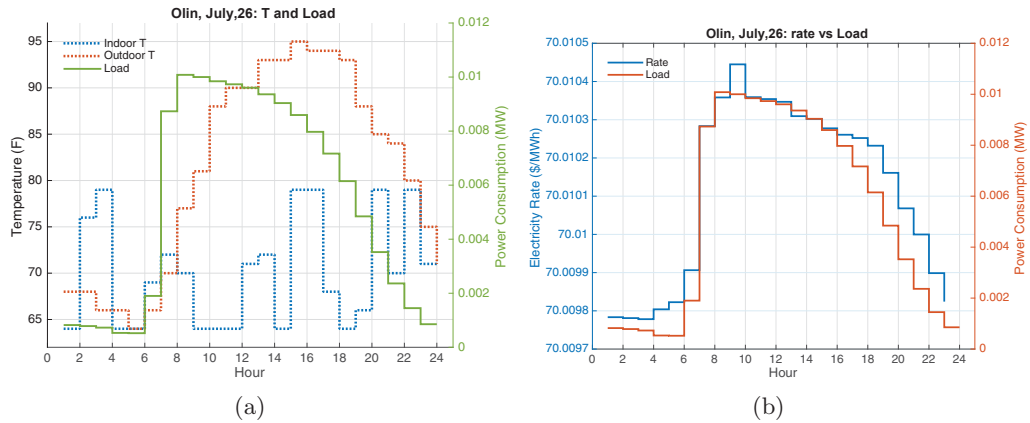 Olin, July,26: T and Load
Indoor T
Outdoor T
Load
Temperature (F)
95
90
85
80
75
70
65
0 2 4 6 8 10 12 14 16 18 20 22 24
Hour
0.012
0.01
0.008
0.006
0.004
0.002
0
Power Consumption (MW)
(a)
Olin, July,26: rate vs Load
Rate
Load
Electricity Rate ($/MWh)
70.0105
70.0104
70.0103
70.0102
70.0101
70.01
70.0099
70.0098
70.0097
0 2 4 6 8 10 12 14 16 18 20 22 24
Hour
0.012
0.01
0.008
0.006
0.004
0.002
0
Power Consumption (MW)
(b)